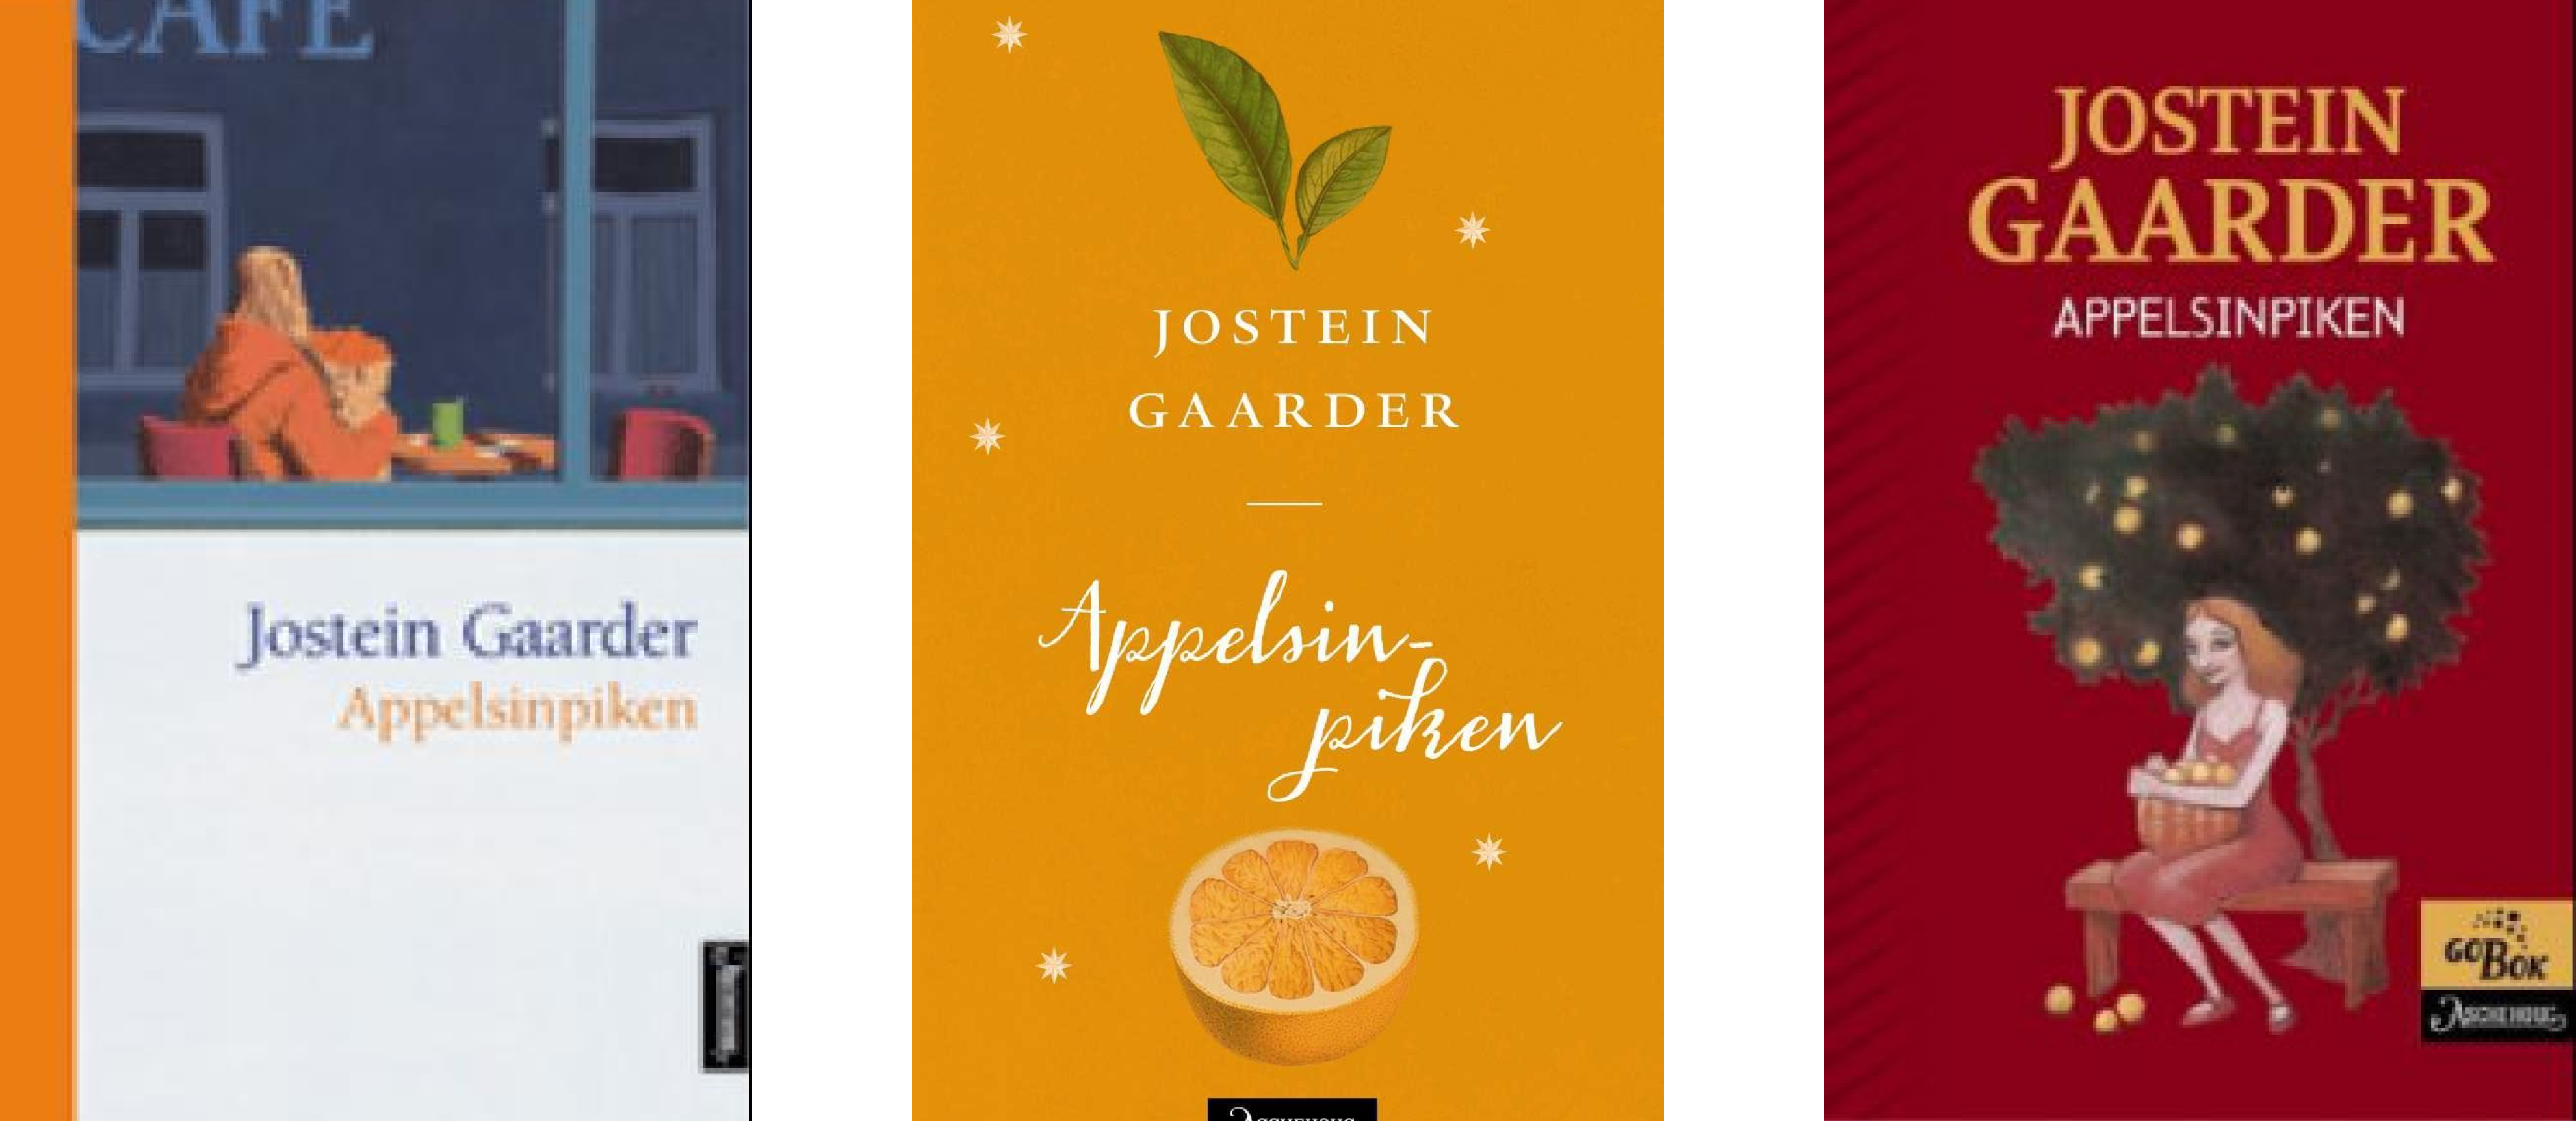 CAFE
Jostein Gaarder
Appelsinpiken
JOSTEIN
GAARDER
Appelsin-
piken
JOSTEIN
GAARDER
APPELSINPIKEN
GO BOK
ASCHEHOUG